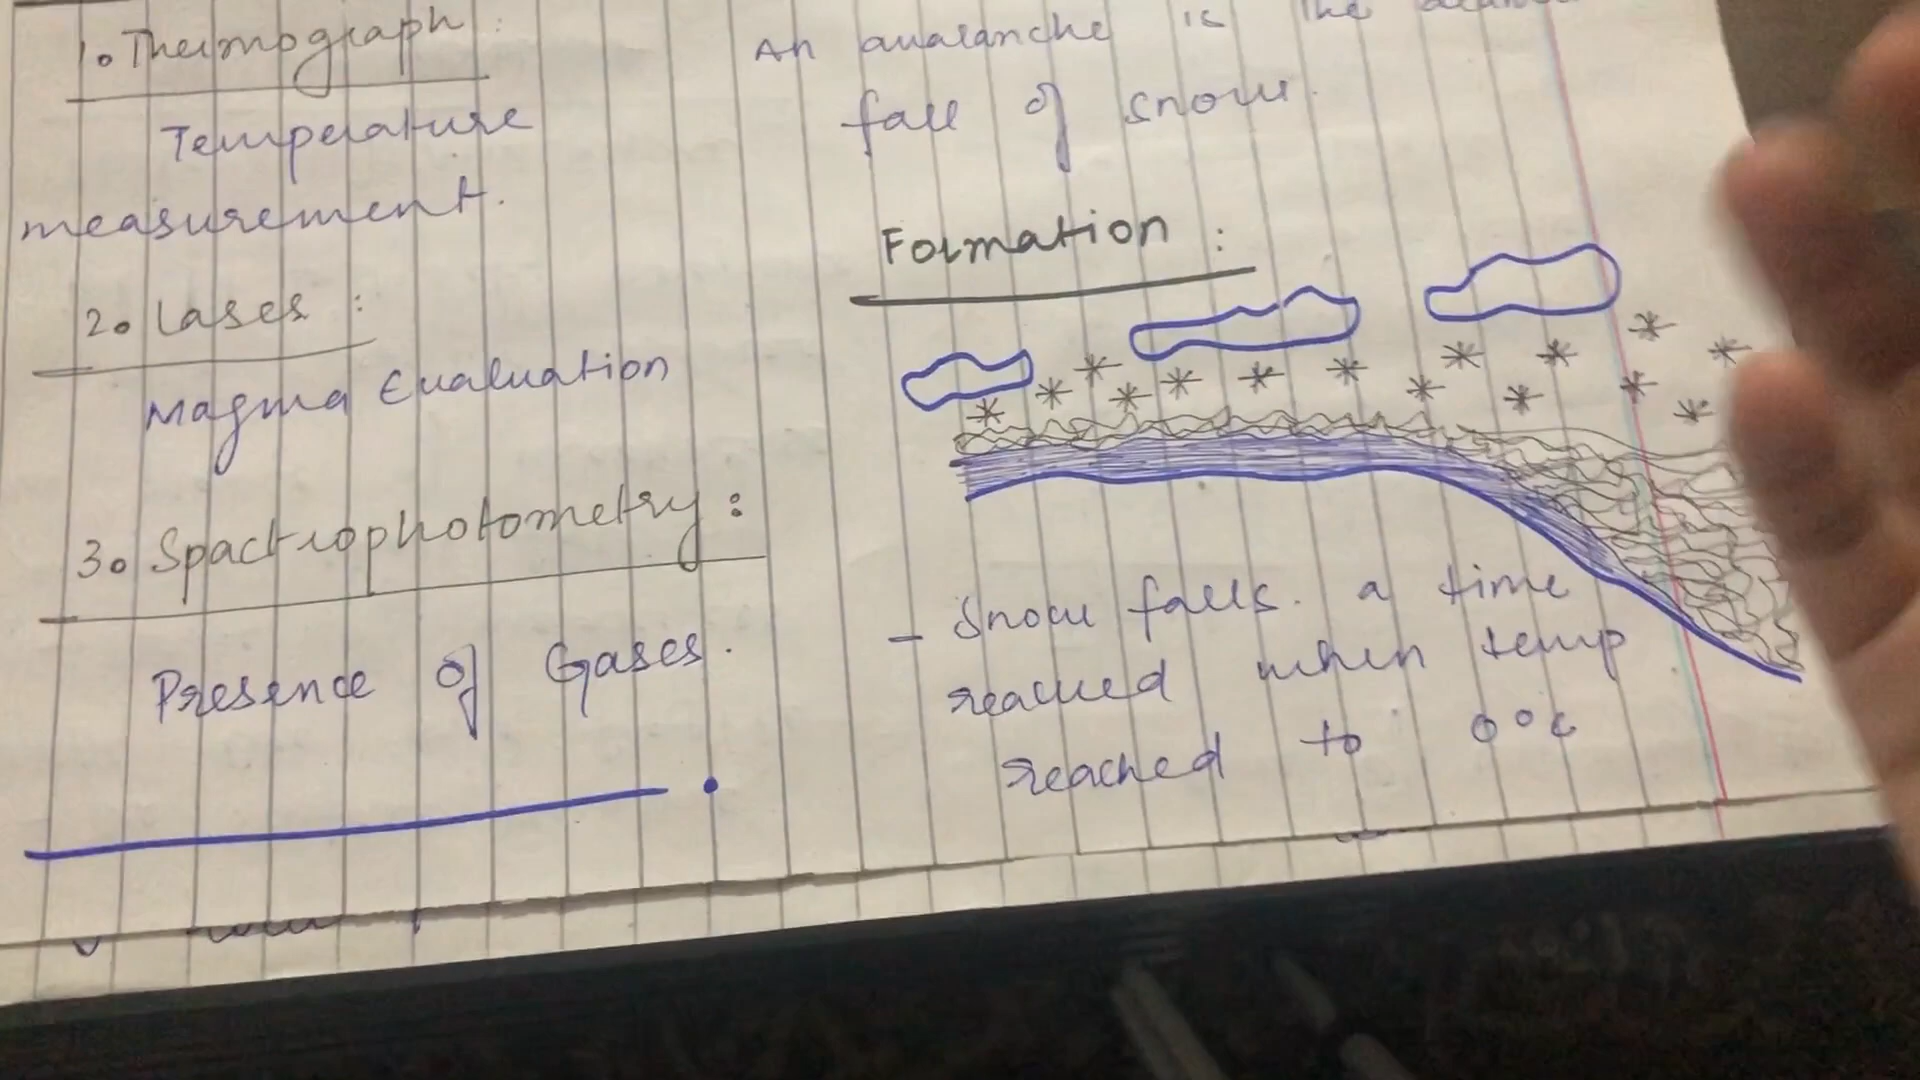 1. Thermograph:
Temperature
measurement.
2. Lases :
Magma Evaluation
3. Spactrophotometry:
Presence of Gases.
An avalanche is the
fall of snow.
Formation :
- Snow falls. a time
reached when temp
reached to 0°c